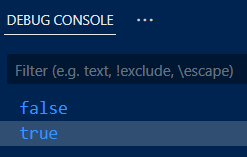 DEBUG CONSOLE ...
Filter (e.g. text, !exclude, \escape)
false
true